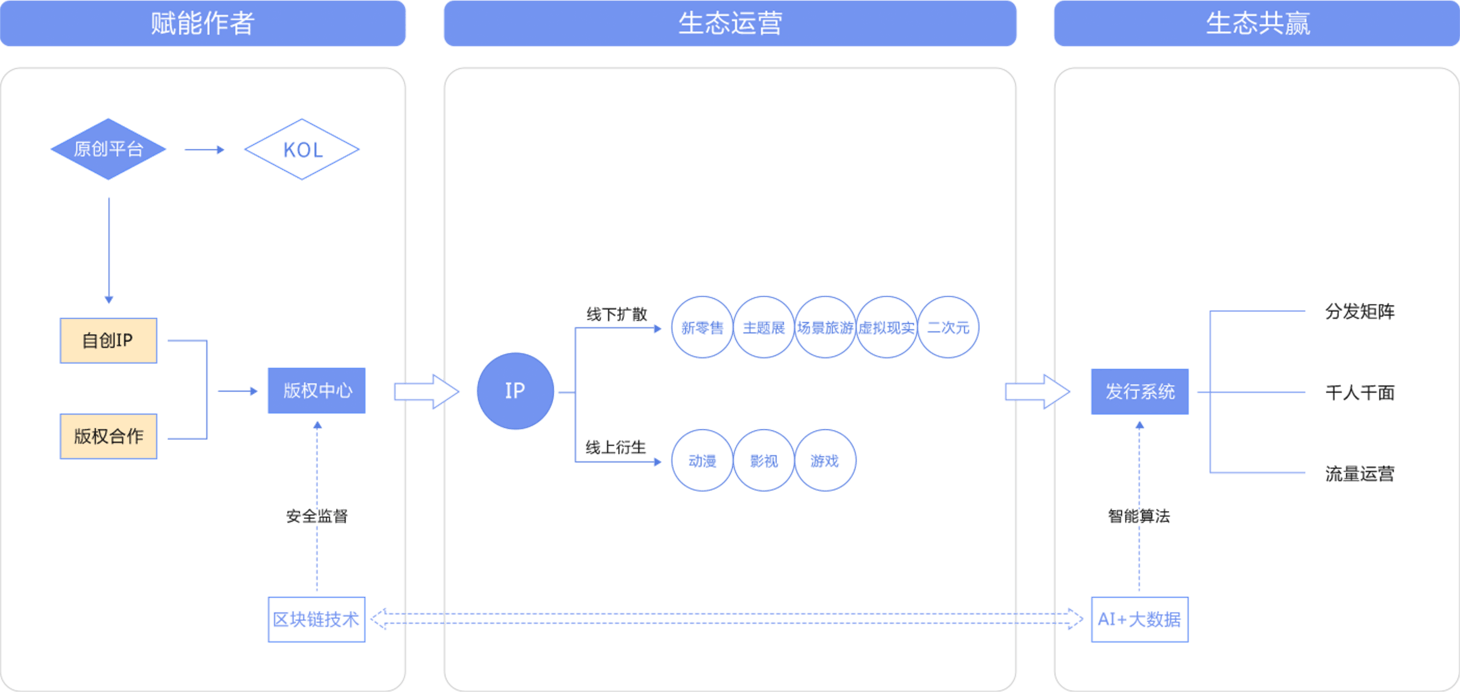 赋能作者
生态运营
生态共赢
原创平台
KOL
自创IP
版权合作
版权中心
安全监督
区块链技术
IP
线下扩散
新零售
主题展
场景旅游
虚拟现实
二次元
线上衍生
动漫
影视
游戏
发行系统
分发矩阵
千人千面
流量运营
智能算法
AI+大数据